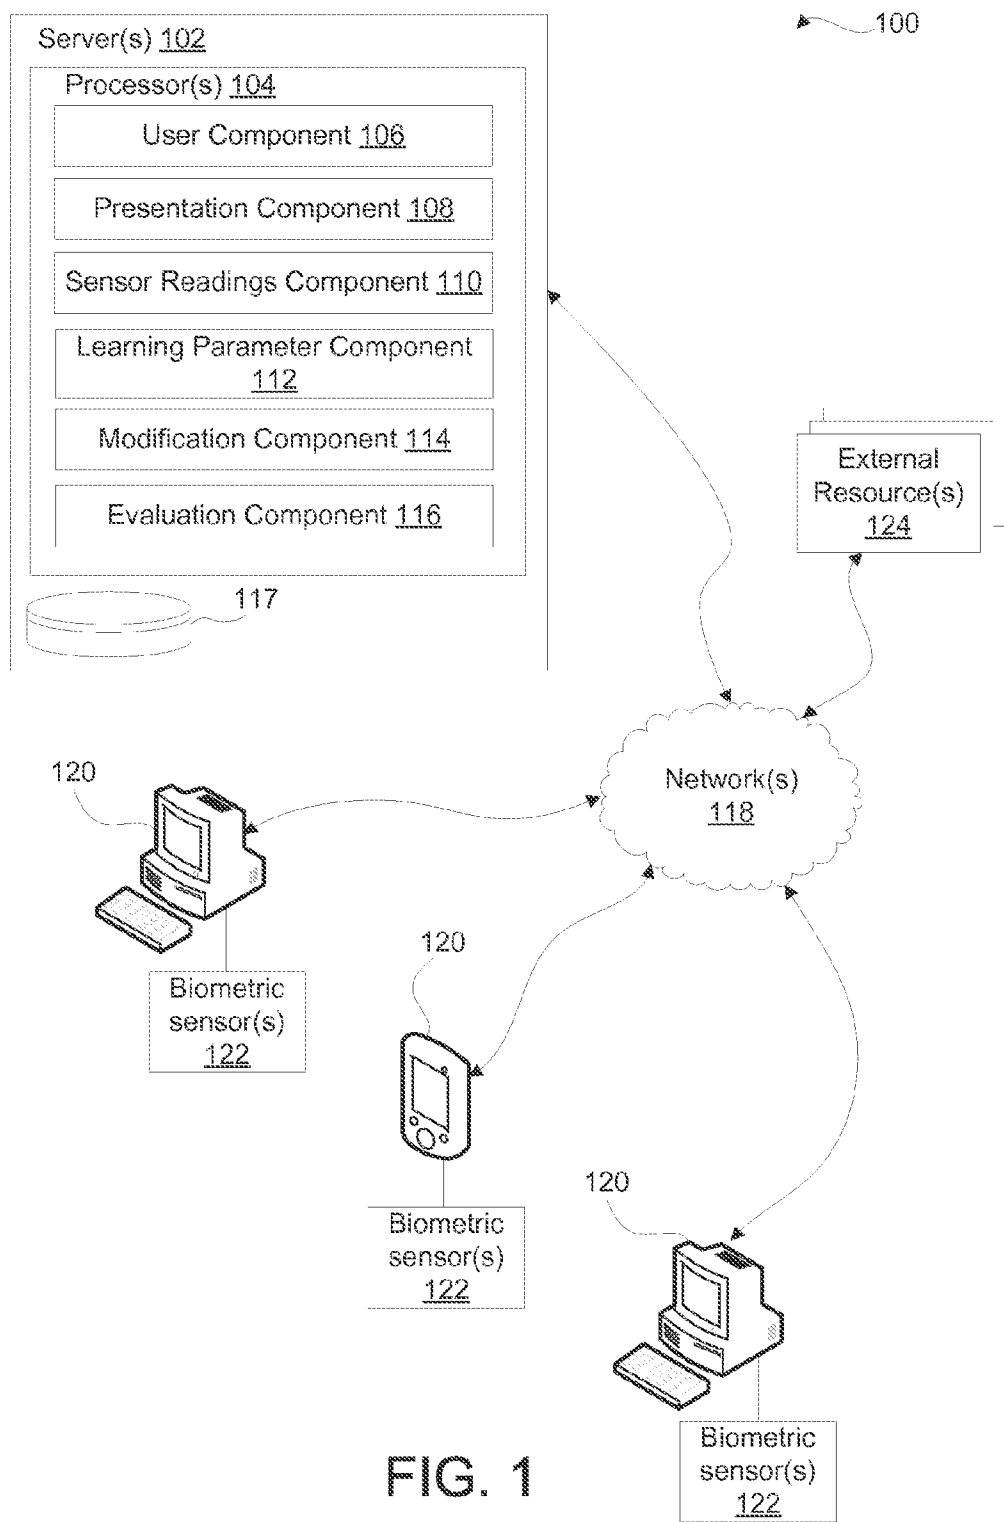 100
Server(s) 102
Processor(s) 104
User Component 106
Presentation Component 108
Sensor Readings Component 110
Learning Parameter Component
112
Modification Component 114
Evaluation Component 116
117
External
Resource(s)
124
Network(s)
118
120
Biometric
sensor(s)
122
120
Biometric
sensor(s)
122
120
Biometric
sensor(s)
122
FIG. 1